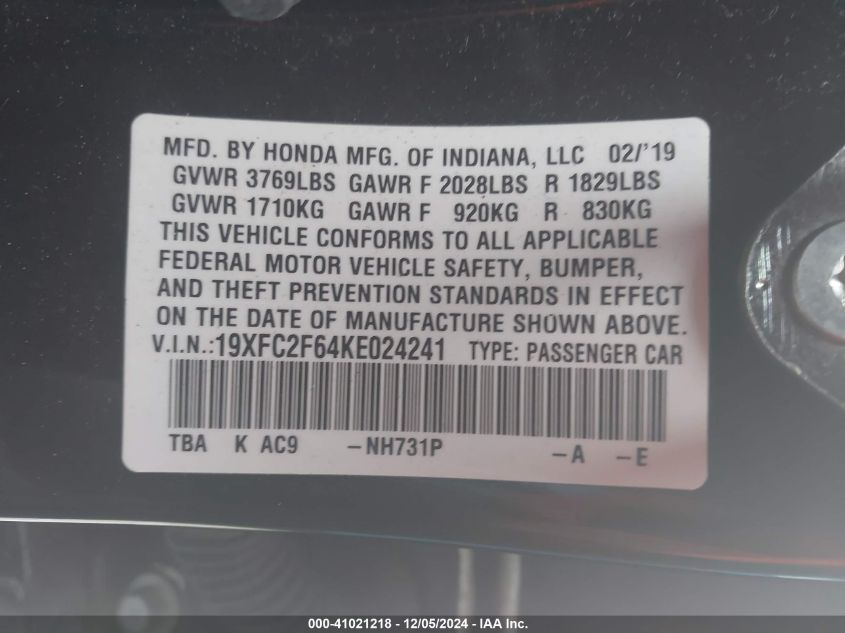 MFD. BY HONDA MFG. OF INDIANA, LLC 02/'19
GVWR 3769LBS GAWR F 2028LBS R 1829LBS
GVWR 1710KG GAWR F 920KG R 830KG
THIS VEHICLE CONFORMS TO ALL APPLICABLE
FEDERAL MOTOR VEHICLE SAFETY, BUMPER,
AND THEFT PREVENTION STANDARDS IN EFFECT
ON THE DATE OF MANUFACTURE SHOWN ABOVE.
V.I.N.:19XFC2F64KE024241 TYPE: PASSENGER CAR
TBA K AC9 -NH731P -A -E
000-41021218 - 12/05/2024 - IAA Inc.